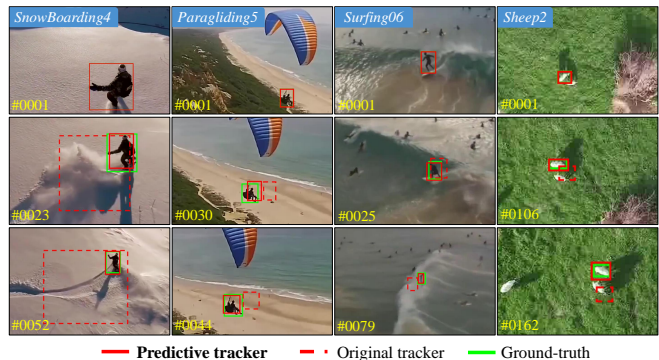 SnowBoarding4 Paragliding5 Surfing06 Sheep2
#0001 #0001 #0001 #0001
#0023 #0030 #0025 #0106
#0052 #0044 #0079 #0162
Predictive tracker Original tracker Ground-truth